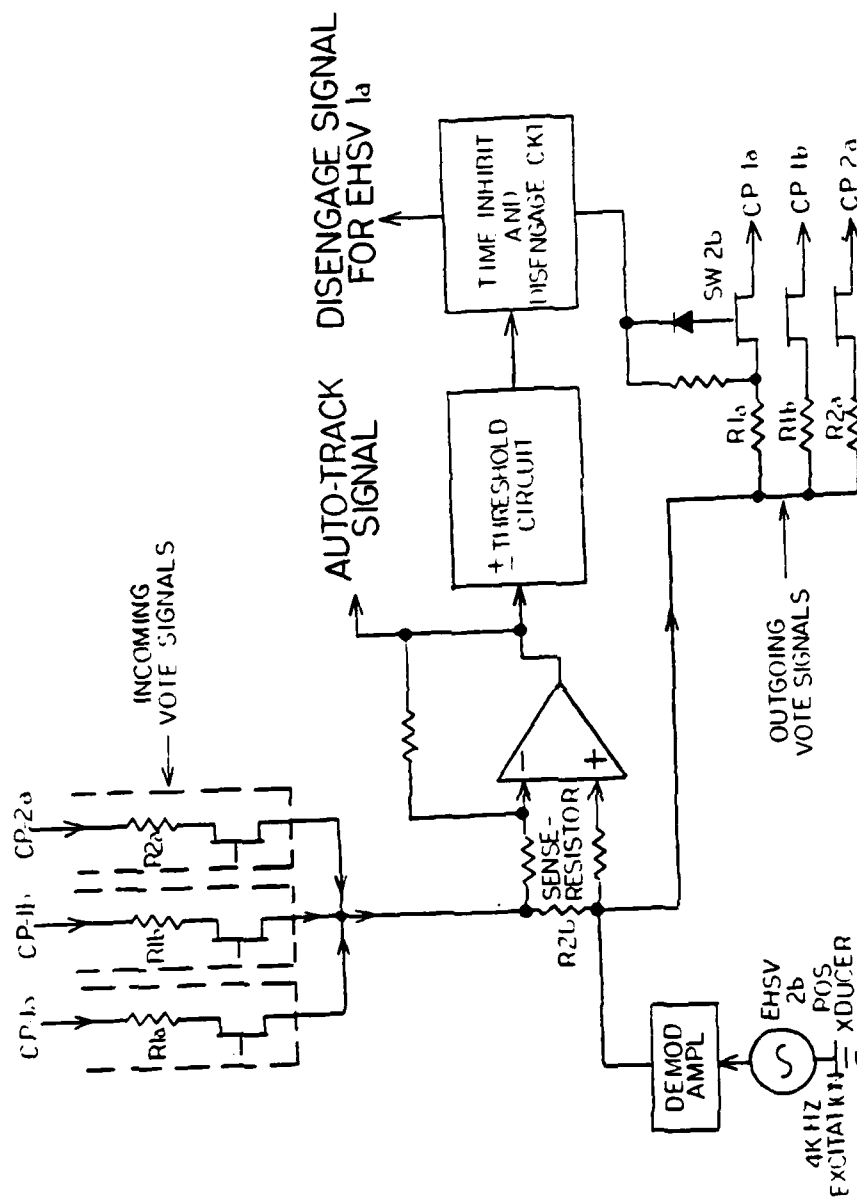 CP-1a
CP-1b
CP-2a
R1a
R1b
R2a
INCOMING
VOTE SIGNALS
AUTO-TRACK
SIGNAL
DISENGAGE SIGNAL
FOR EHSV 1a
SENSE-
RESISTOR
R2b
−
+
+
− THRESHOLD
CIRCUIT
TIME INHIBIT
AND
DISENGAGE CKT
DEMOD
AMPL
EHSV
2b
POS
XDUCER
4K HZ
EXCITATION
OUTGOING
VOTE SIGNALS
R1a
R1b
R2a
SW 2b
CP 1a
CP 1b
CP 2a